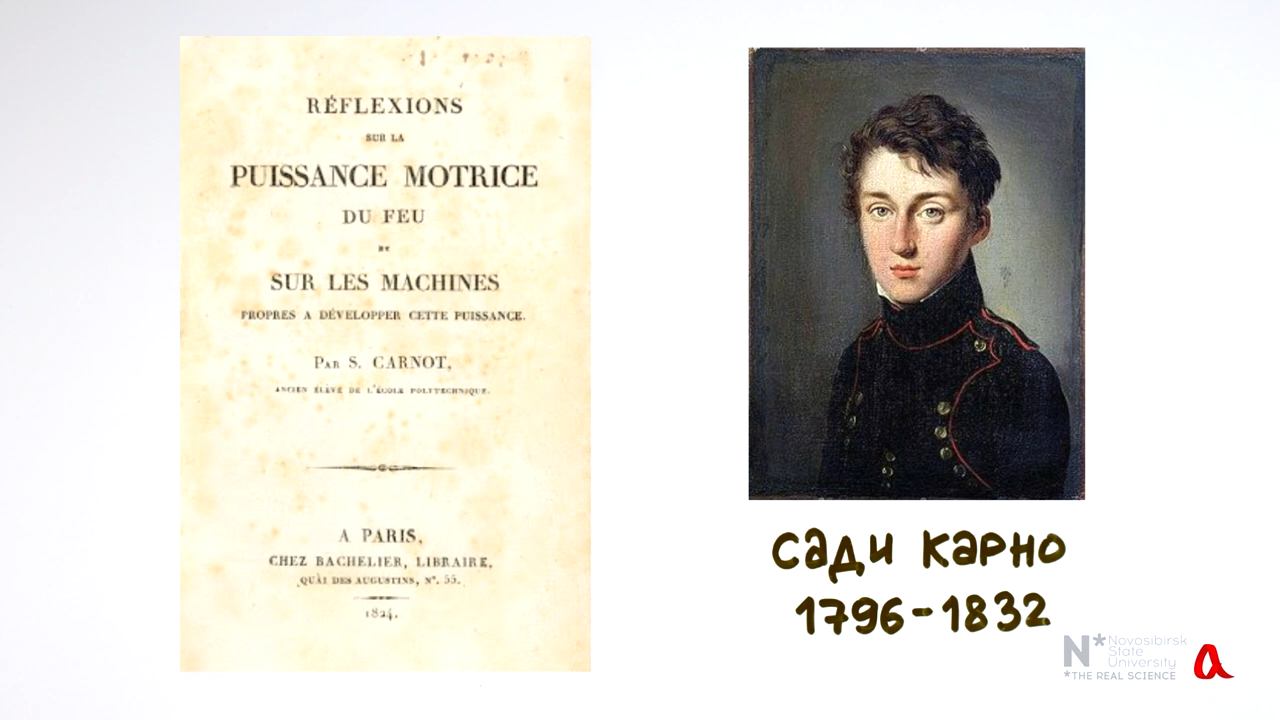 RÉFLEXIONS
SUR LA
PUISSANCE MOTRICE
DU FEU
ET
SUR LES MACHINES
PROPRES A DÉVELOPPER CETTE PUISSANCE.
PAR S. CARNOT,
ANCIEN ÉLÈVE DE L'ÉCOLE POLYTECHNIQUE.
A PARIS,
CHEZ BACHELIER, LIBRAIRE,
QUAI DES AUGUSTINS, Nº. 55.
1824.
сади карно
1796-1832
N* Novosibirsk
State
University
*THE REAL SCIENCE
a